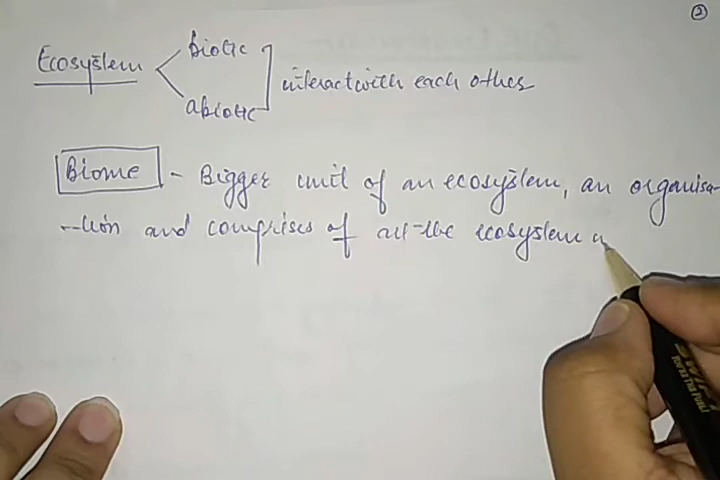 2
Ecosystem biotic
abiotic
interact with each other
Biome - Bigger unit of an ecosystem, an organisa-
-tion and comprises of all the ecosystem